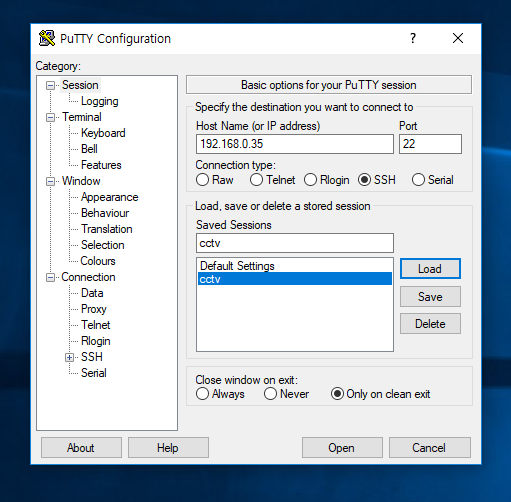 PuTTY Configuration
?
Category:
Session
Logging
Terminal
Keyboard
Bell
Features
Window
Appearance
Behaviour
Translation
Selection
Colours
Connection
Data
Proxy
Telnet
Rlogin
SSH
Serial
Basic options for your PuTTY session
Specify the destination you want to connect to
Host Name (or IP address) Port
192.168.0.35 22
Connection type:
Raw Telnet Rlogin SSH Serial
Load, save or delete a stored session
Saved Sessions
cctv
Default Settings
cctv
Load
Save
Delete
Close window on exit:
Always Never Only on clean exit
About Help Open Cancel